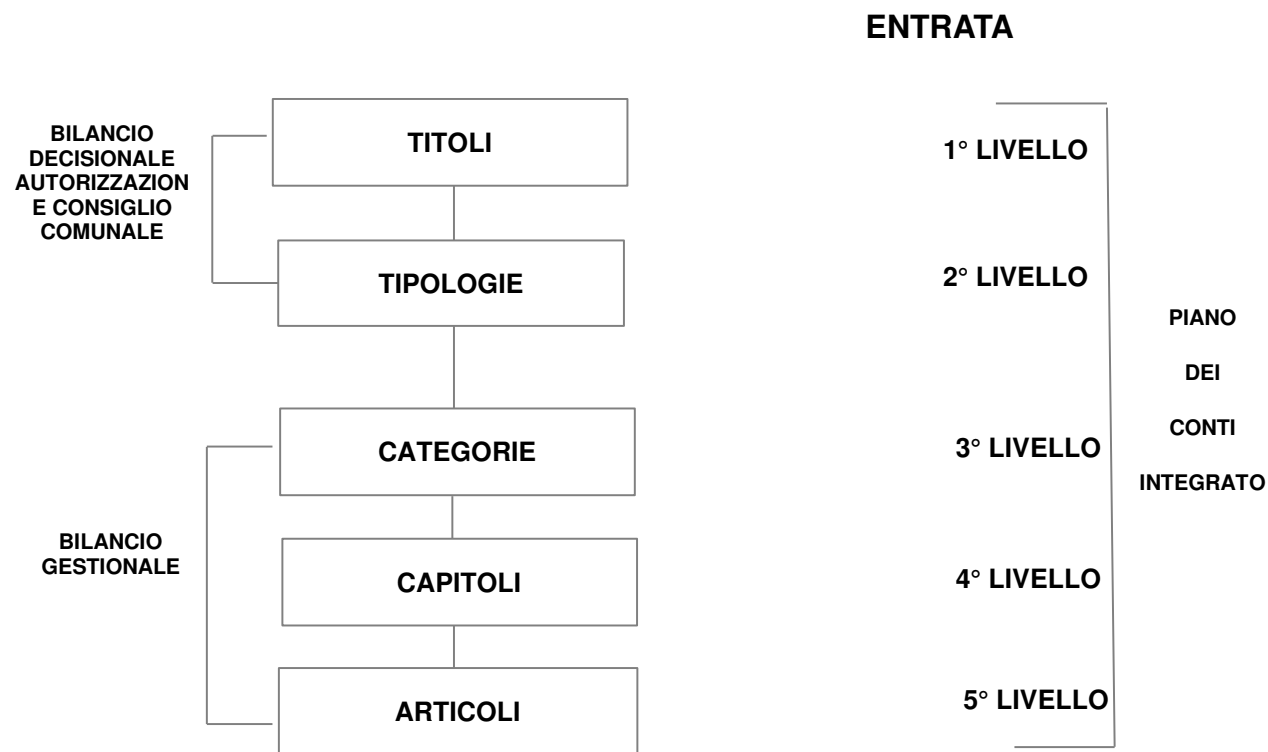 ENTRATA
BILANCIO
DECISIONALE
AUTORIZZAZION
E CONSIGLIO
COMUNALE
TITOLI
1° LIVELLO
TIPOLOGIE
2° LIVELLO
PIANO
DEI
CONTI
INTEGRATO
CATEGORIE
3° LIVELLO
BILANCIO
GESTIONALE
CAPITOLI
4° LIVELLO
ARTICOLI
5° LIVELLO